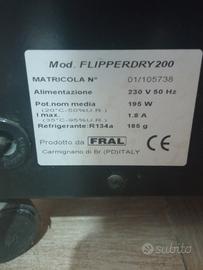 Mod. FLIPPERDRY200
MATRICOLA N° 01/105738
Alimentazione 230 V 50 Hz
Pot.nom media 195 W
(20°C-50%U.R.)
I max. 1.8 A
(35°C-95%U.R.)
Refrigerante:R134a 185 g
Prodotto da FRAL
Carmignano di Br.(PD)ITALY
subito